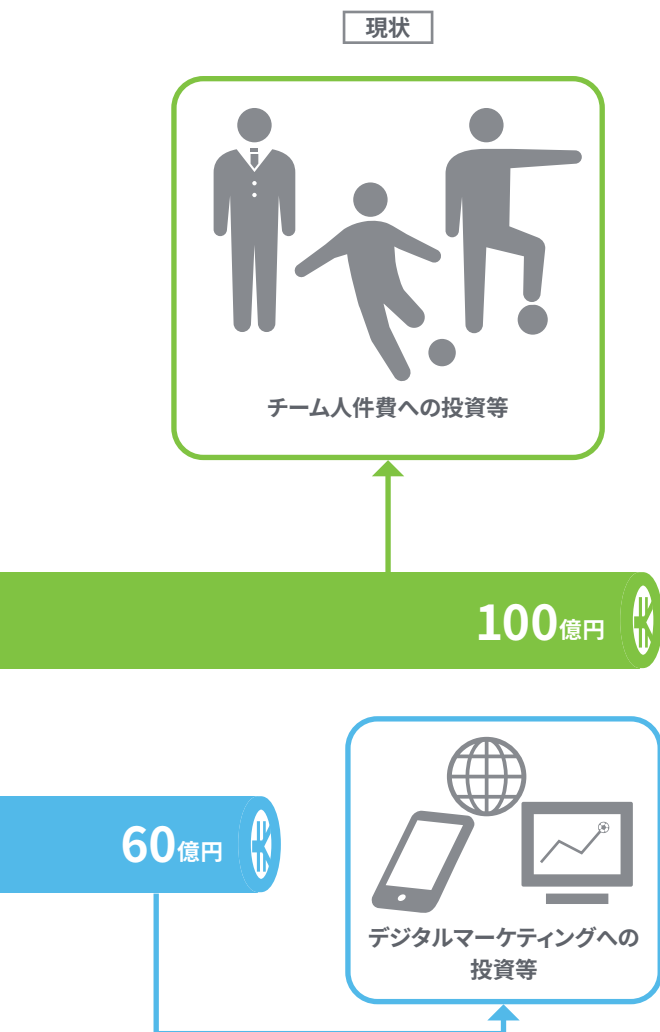 現状
チーム人件費への投資等
100億円
60億円
デジタルマーケティングへの
投資等